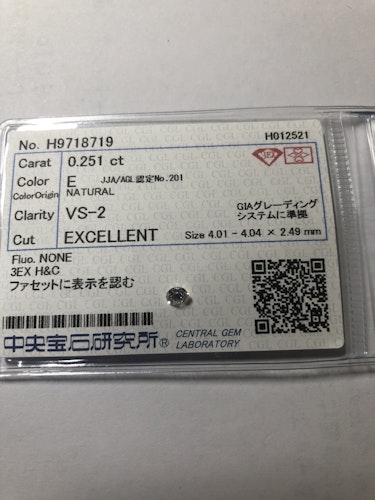 No. H9718719 H012521
Carat 0.251 ct
Color E JJA/AGL認定No.201
ColorOrigin NATURAL
Clarity VS-2 GIAグレーディング
システムに準拠
Cut EXCELLENT Size 4.01 - 4.04 × 2.49 mm
Fluo. NONE
3EX H&C
ファセットに表示を認む
中央宝石研究所® CENTRAL GEM
LABORATORY